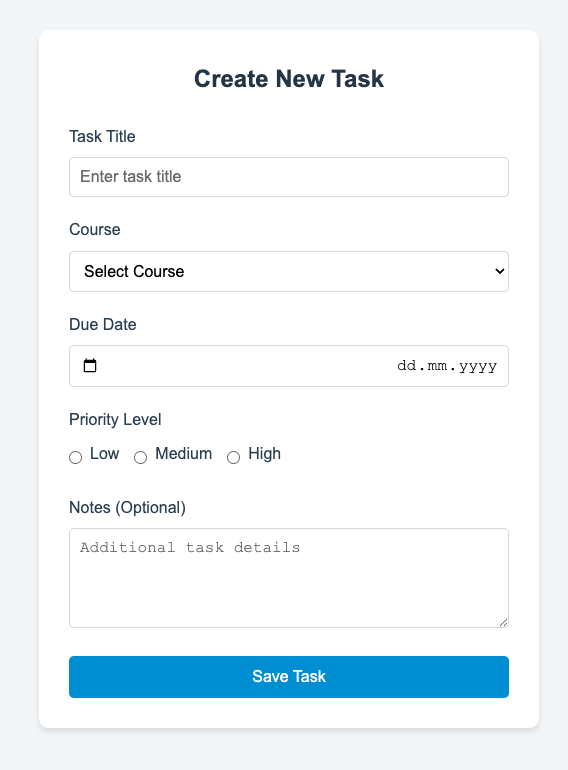 Create New Task
Task Title
Enter task title
Course
Select Course
Due Date
dd.mm.yyyy
Priority Level
Low Medium High
Notes (Optional)
Additional task details
Save Task